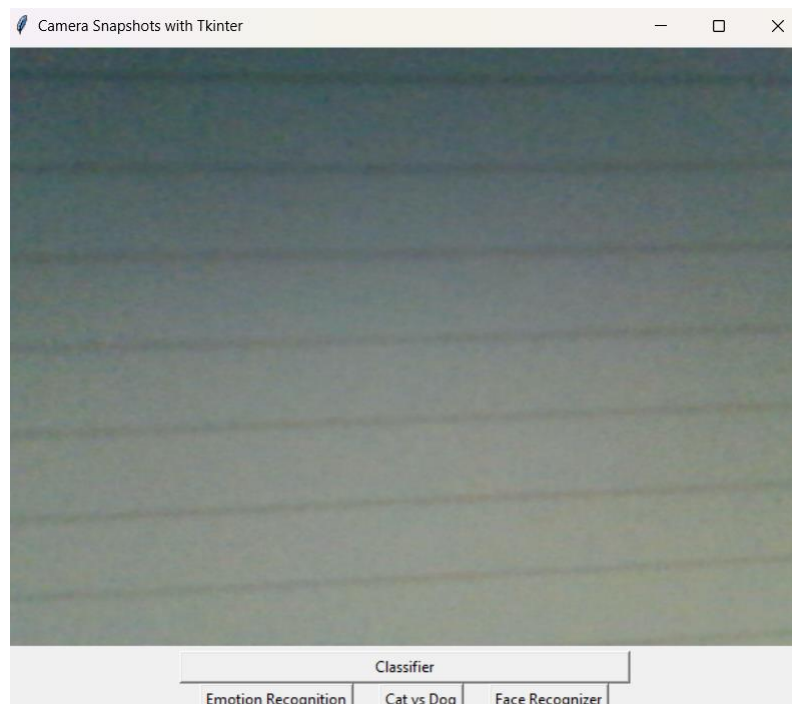 Camera Snapshots with Tkinter
Classifier
Emotion Recognition Cat vs Dog Face Recognizer